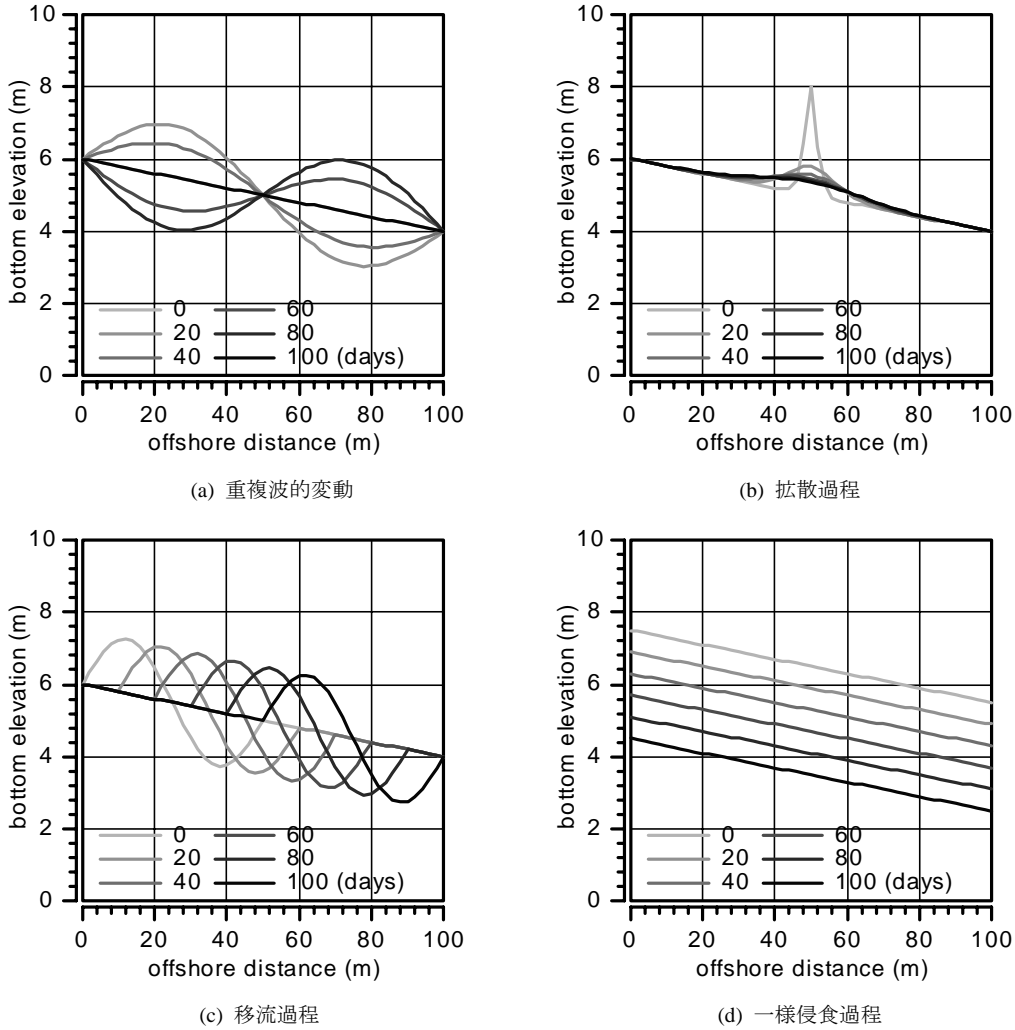 10
8
6
4
2
0
bottom elevation (m)
0 60
20 80
40 100 (days)
0 20 40 60 80 100
offshore distance (m)
(a) 重複波的変動
10
8
6
4
2
0
bottom elevation (m)
0 60
20 80
40 100 (days)
0 20 40 60 80 100
offshore distance (m)
(b) 拡散過程
10
8
6
4
2
0
bottom elevation (m)
0 60
20 80
40 100 (days)
0 20 40 60 80 100
offshore distance (m)
(c) 移流過程
10
8
6
4
2
0
bottom elevation (m)
0 60
20 80
40 100 (days)
0 20 40 60 80 100
offshore distance (m)
(d) 一様侵食過程